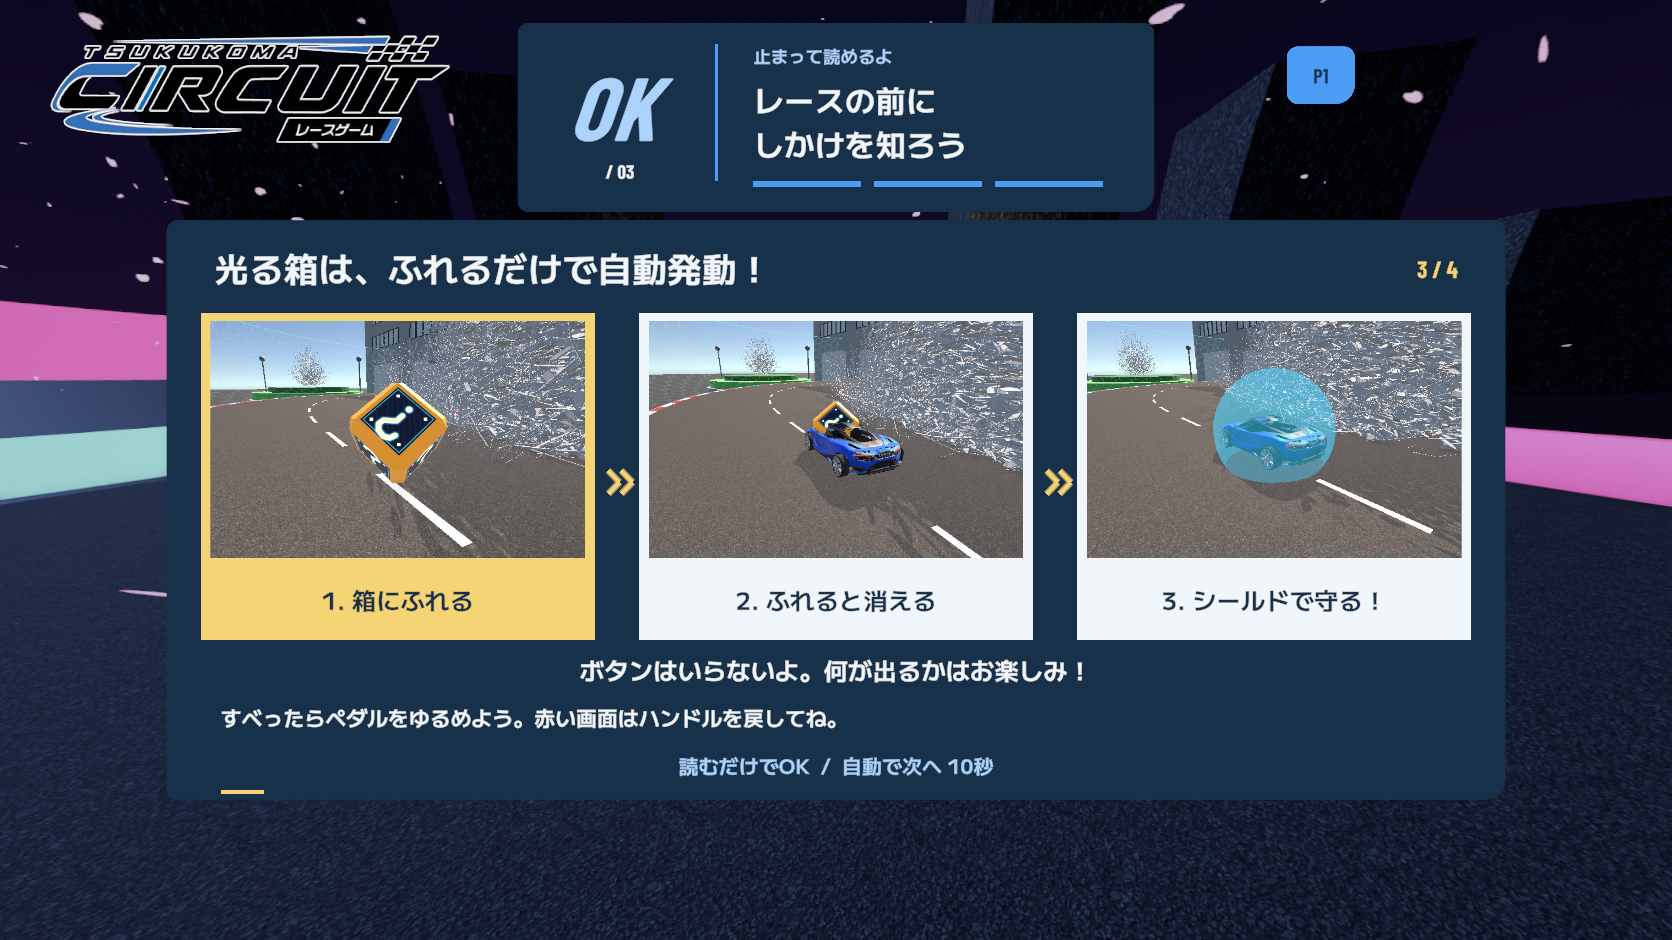 TSUKUKOMA
CIRCUIT
レースゲーム
OK
/ 03
止まって読めるよ
レースの前に
しかけを知ろう
P1
光る箱は、ふれるだけで自動発動！
3 / 4
1. 箱にふれる
2. ふれると消える
3. シールドで守る！
ボタンはいらないよ。何が出るかはお楽しみ！
すべったらペダルをゆるめよう。赤い画面はハンドルを戻してね。
読むだけでOK / 自動で次へ 10秒